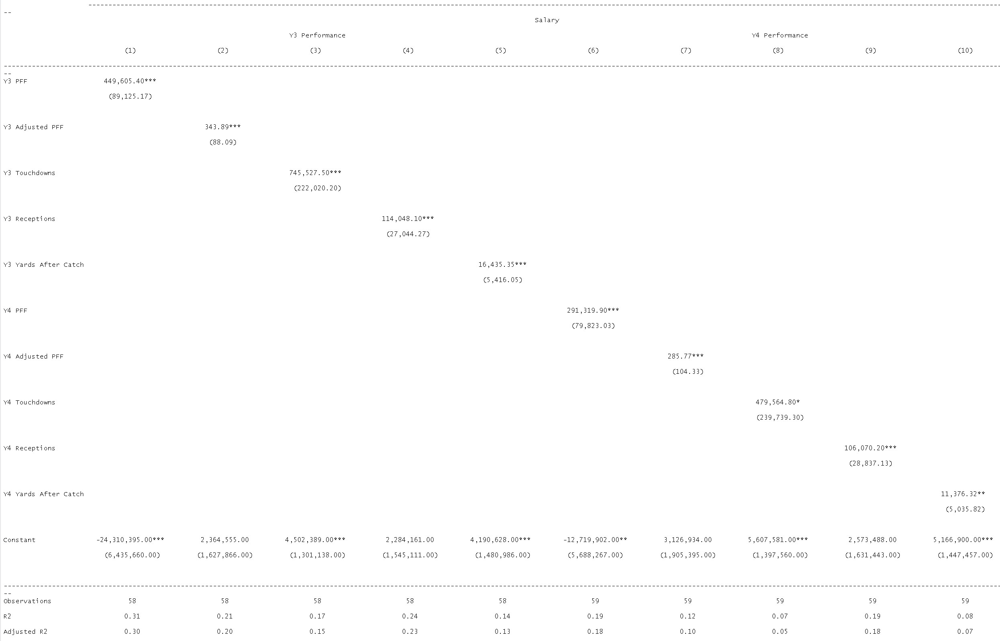 --
Salary
Y3 Performance Y4 Performance
(1) (2) (3) (4) (5) (6) (7) (8) (9) (10)
--
Y3 PFF 449,605.40***
(89,125.17)
Y3 Adjusted PFF 343.89***
(88.09)
Y3 Touchdowns 745,527.50***
(222,020.20)
Y3 Receptions 114,048.10***
(27,044.27)
Y3 Yards After Catch 16,435.35***
(5,416.05)
Y4 PFF 291,319.90***
(79,823.03)
Y4 Adjusted PFF 285.77***
(104.33)
Y4 Touchdowns 479,564.80*
(239,739.30)
Y4 Receptions 106,070.20***
(28,837.13)
Y4 Yards After Catch 11,376.32**
(5,035.82)
Constant -24,310,395.00*** 2,364,555.00 4,502,389.00*** 2,284,161.00 4,190,628.00*** -12,719,902.00** 3,126,934.00 5,607,581.00*** 2,573,488.00 5,166,900.00***
(6,435,660.00) (1,627,866.00) (1,301,138.00) (1,545,111.00) (1,480,986.00) (5,688,267.00) (1,905,395.00) (1,397,560.00) (1,631,443.00) (1,447,457.00)
--
Observations 58 58 58 58 58 59 59 59 59 59
R2 0.31 0.21 0.17 0.24 0.14 0.19 0.12 0.07 0.19 0.08
Adjusted R2 0.30 0.20 0.15 0.23 0.13 0.18 0.10 0.05 0.18 0.07